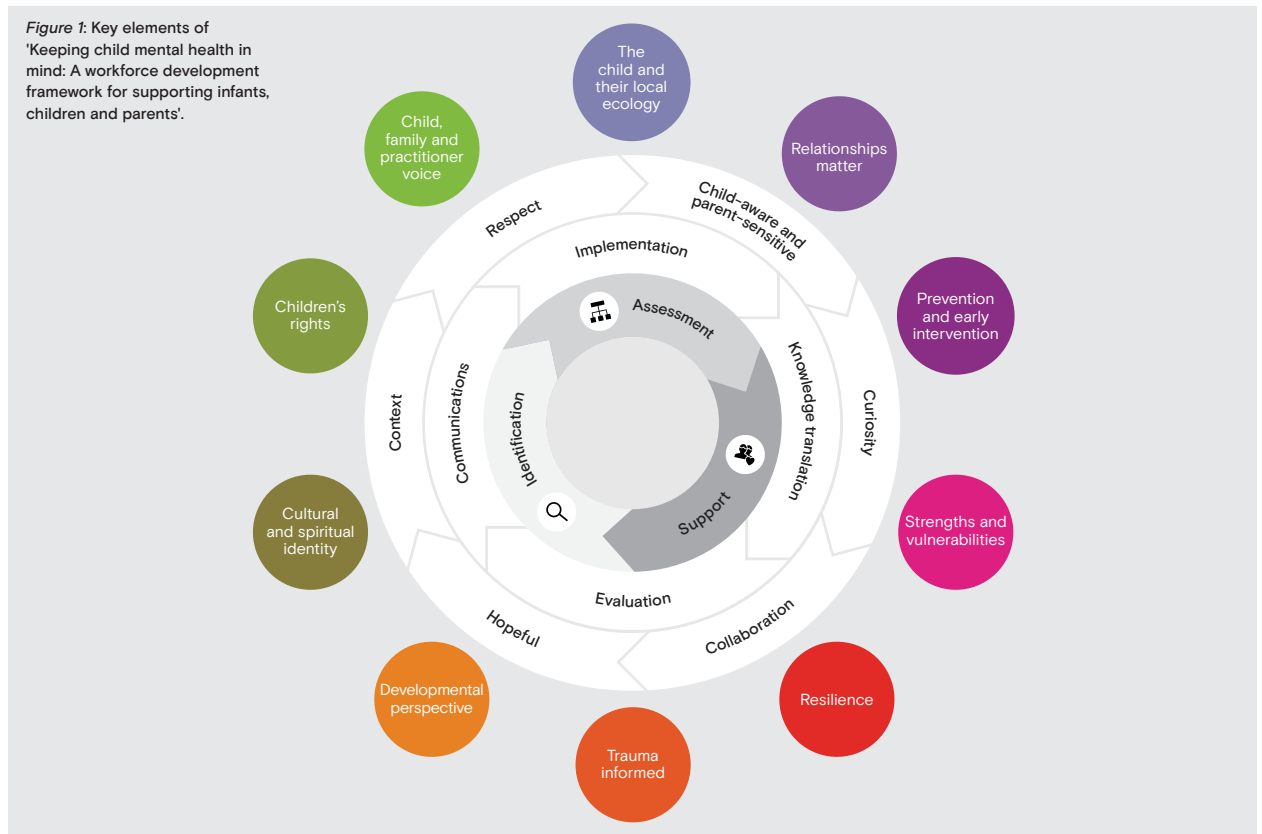 Figure 1: Key elements of
'Keeping child mental health in
mind: A workforce development
framework for supporting infants,
children and parents'.
The
child and
their local
ecology
Relationships
matter
Prevention
and early
intervention
Strengths and
vulnerabilities
Resilience
Trauma
informed
Developmental
perspective
Cultural
and spiritual
identity
Children's
rights
Child,
family and
practitioner
voice
Respect
Child-aware and
parent-sensitive
Curiosity
Collaboration
Hopeful
Context
Implementation
Knowledge translation
Evaluation
Communications
Assessment
Support
Identification